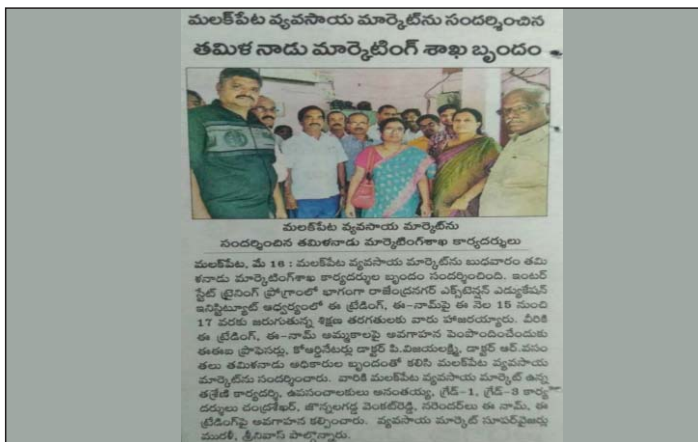 మలక్‌పేట వ్యవసాయ మార్కెట్‌ను సందర్శించిన
తమిళ నాడు మార్కెటింగ్ శాఖ బృందం
మలక్‌పేట వ్యవసాయ మార్కెట్‌ను
సందర్శించిన తమిళనాడు మార్కెటింగ్‌శాఖ కార్యదర్శులు
మలక్‌పేట, మే 16 : మలక్‌పేట వ్యవసాయ మార్కెట్‌ను బుధవారం తమి
ళనాడు మార్కెటింగ్‌శాఖ కార్యదర్శుల బృందం సందర్శించింది. ఇంటర్
స్టేట్ ట్రైనింగ్ ప్రోగ్రాంలో భాగంగా రాజేంద్రనగర్ ఎక్స్‌టెన్షన్ ఎడ్యుకేషన్
ఇనిస్టిట్యూట్ ఆధ్వర్యంలో ఈ ట్రేడింగ్, ఈ-నామ్‌పై ఈ నెల 15 నుంచి
17 వరకు జరుగుతున్న శిక్షణ తరగతులకు వారు హాజరయ్యారు. వీరికి
ఈ ట్రేడింగ్, ఈ-నామ్ అమ్మకాలపై అవగాహన పెంపొందించేందుకు
ఈఈఐ ప్రొఫెసర్లు, కోఆర్డినేటర్లు డాక్టర్ పి.విజయలక్ష్మి, డాక్టర్ ఆర్.వసం
తలు తమిళనాడు అధికారుల బృందంతో కలిసి మలక్‌పేట వ్యవసాయ
మార్కెట్‌ను సందర్శించారు. వారికి మలక్‌పేట వ్యవసాయ మార్కెట్ ఉన్న
తశ్రేణి కార్యదర్శి, ఉపసంచాలకులు అనంతయ్య, గ్రేడ్-1, గ్రేడ్-3 కార్య
దర్శులు చంద్రశేఖర్, జొన్నలగడ్డ వెంకట్‌రెడ్డి, నరేందర్‌లు ఈ నామ్, ఈ
ట్రేడింగ్‌పై అవగాహన కల్పించారు. వ్యవసాయ మార్కెట్ సూపర్‌వైజర్లు
మురళి, శ్రీనివాస్ పాల్గొన్నారు.